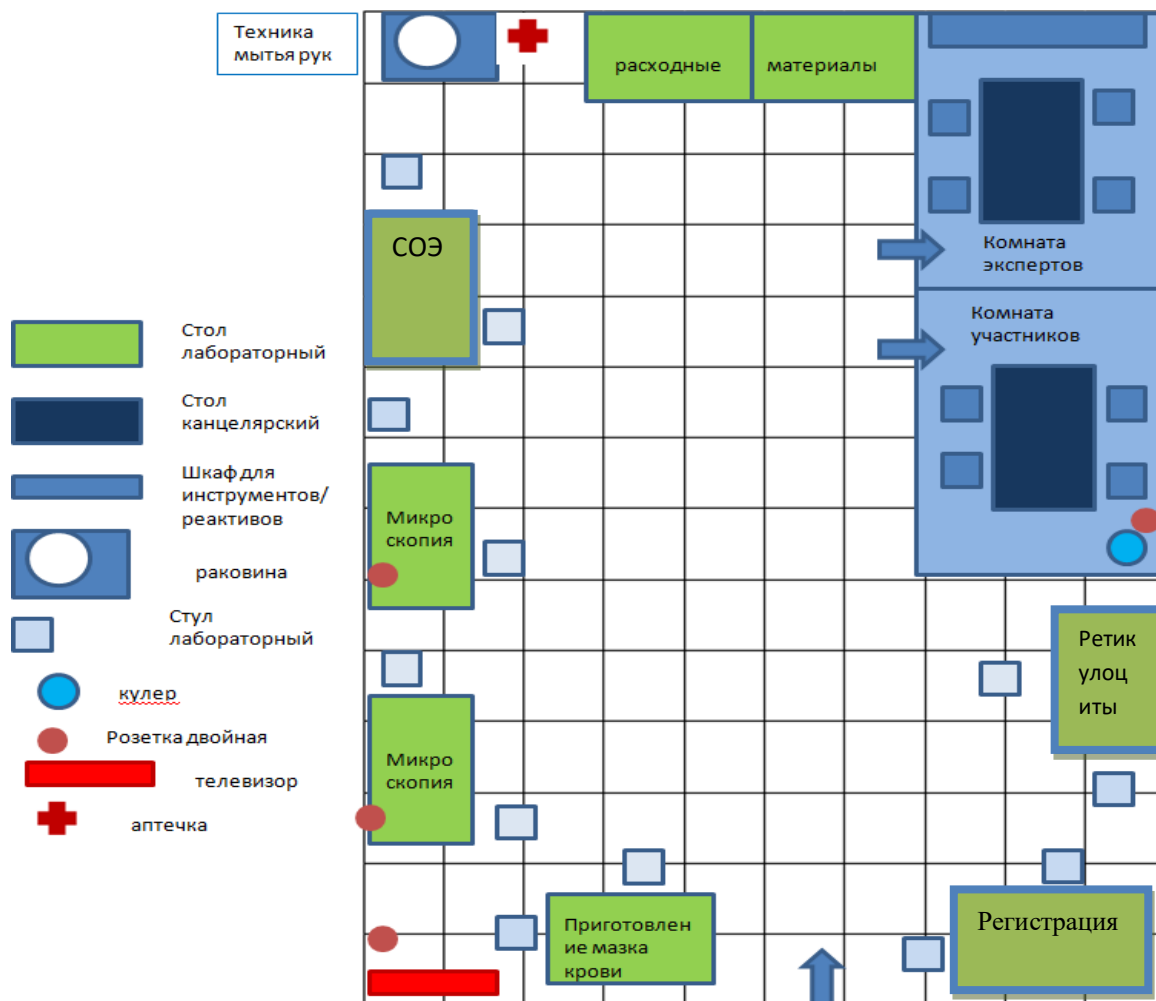 Техника
мытья рук
расходные
материалы
Комната
экспертов
СОЭ
Комната
участников
Стол
лабораторный
Стол
канцелярский
Шкаф для
инструментов/
реактивов
раковина
Стул
лабораторный
кулер
Розетка двойная
телевизор
аптечка
Микро
скопия
Ретик
улоц
иты
Микро
скопия
Приготовлен
ие мазка
крови
Регистрация